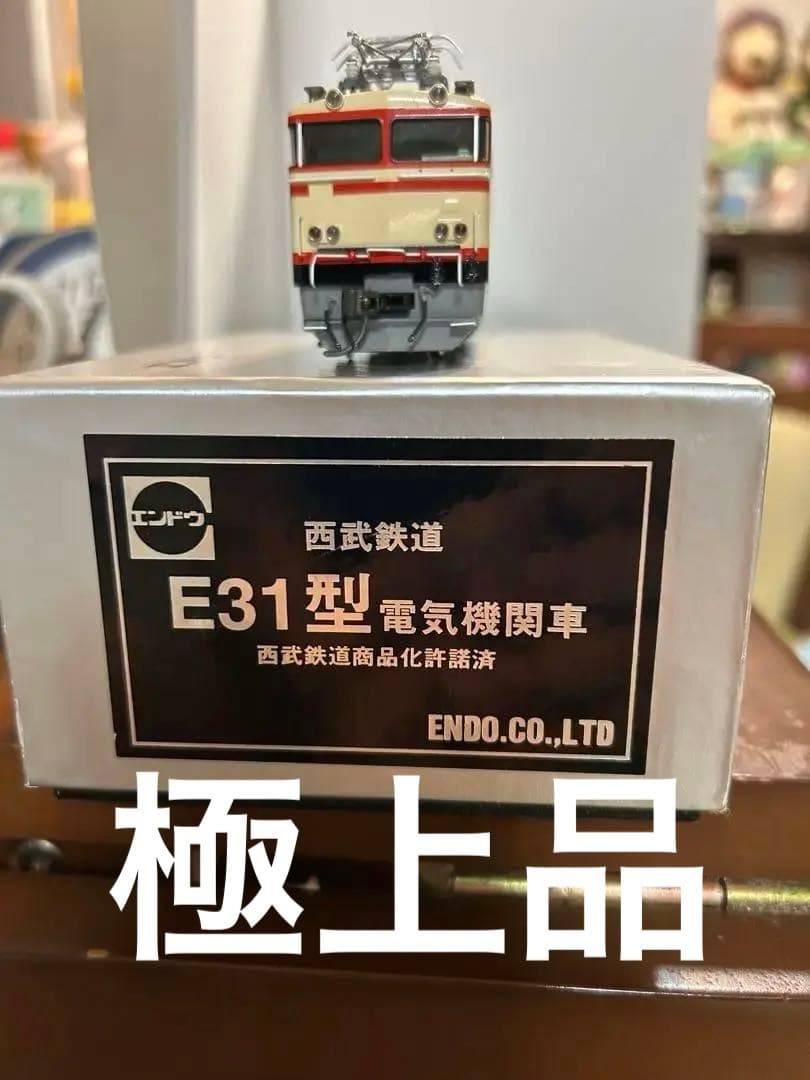 エンドウ
西武鉄道
E31型電気機関車
西武鉄道商品化許諾済
ENDO.CO.,LTD
極上品